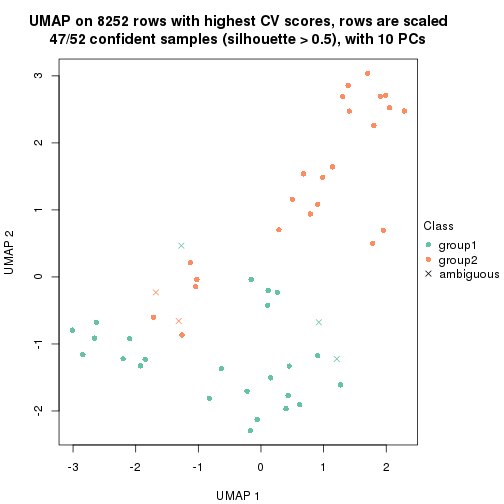 UMAP on 8252 rows with highest CV scores, rows are scaled
47/52 confident samples (silhouette > 0.5), with 10 PCs
3
2
1
0
-1
-2
UMAP 2
-3
-2
-1
0
1
2
UMAP 1
Class
group1
group2
ambiguous